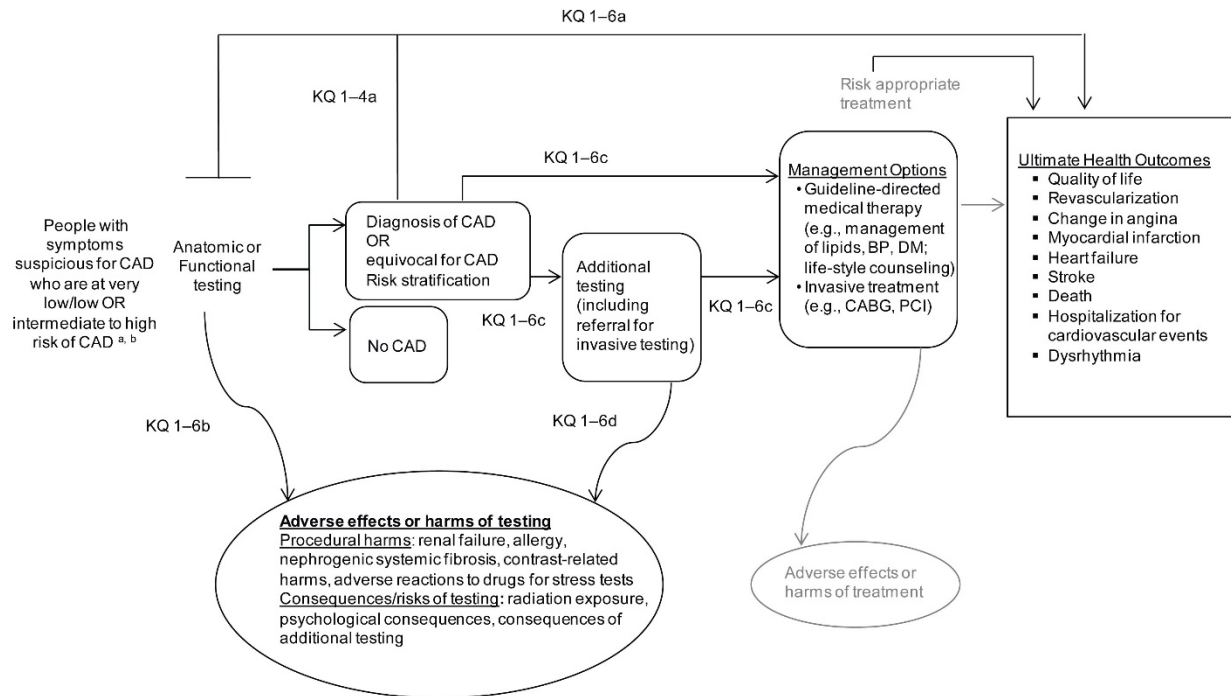 KQ 1–6a
KQ 1–4a
Risk appropriate
treatment
KQ 1–6c
People with
symptoms
suspicious for CAD
who are at very
low/low OR
intermediate to high
risk of CAD a, b
Anatomic or
Functional
testing
Diagnosis of CAD
OR
equivocal for CAD
Risk stratification
No CAD
KQ 1–6c
Additional
testing
(including
referral for
invasive testing)
KQ 1–6c
Management Options
• Guideline-directed
medical therapy
(e.g., management
of lipids, BP, DM;
life-style counseling)
• Invasive treatment
(e.g., CABG, PCI)
Ultimate Health Outcomes
▪ Quality of life
▪ Revascularization
▪ Change in angina
▪ Myocardial infarction
▪ Heart failure
▪ Stroke
▪ Death
▪ Hospitalization for
cardiovascular events
▪ Dysrhythmia
KQ 1–6b
KQ 1–6d
Adverse effects or harms of testing
Procedural harms: renal failure, allergy,
nephrogenic systemic fibrosis, contrast-related
harms, adverse reactions to drugs for stress tests
Consequences/risks of testing: radiation exposure,
psychological consequences, consequences of
additional testing
Adverse effects or
harms of treatment